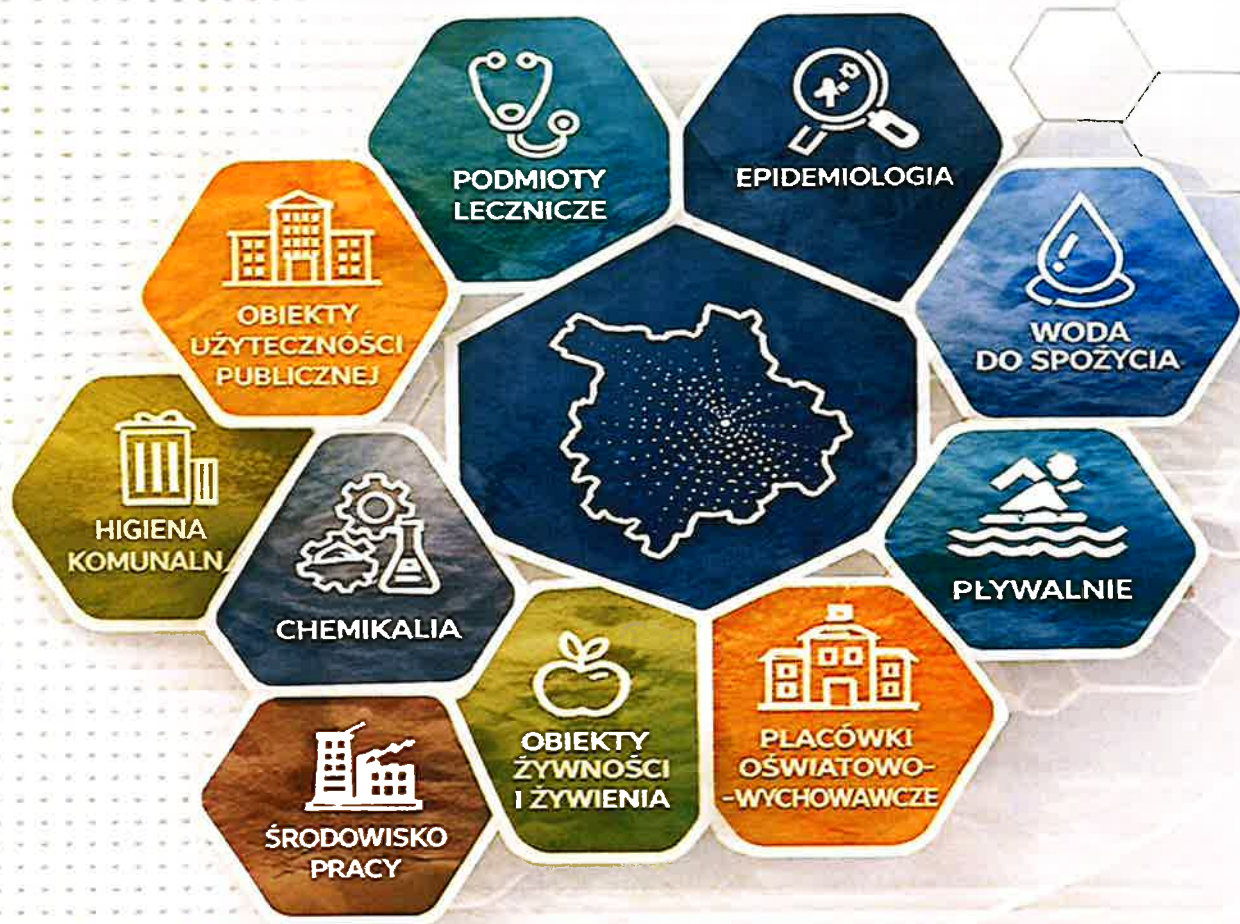 PODMIOTY
LECZNICZE
EPIDEMIOLOGIA
OBIEKTY
UŻYTECZNÓŚCI
PUBLICZNEJ
WODA
DO SPOŻYCIA
HIGIENA
KOMUNALN
CHEMIKALIA
PŁYWALNIE
OBIEKTY
ŻYWNOŚCI
I ŻYWIENIA
PLACÓWKI
OŚWIATOWO-
-WYCHOWAWCZE
ŚRODOWISKO
PRACY